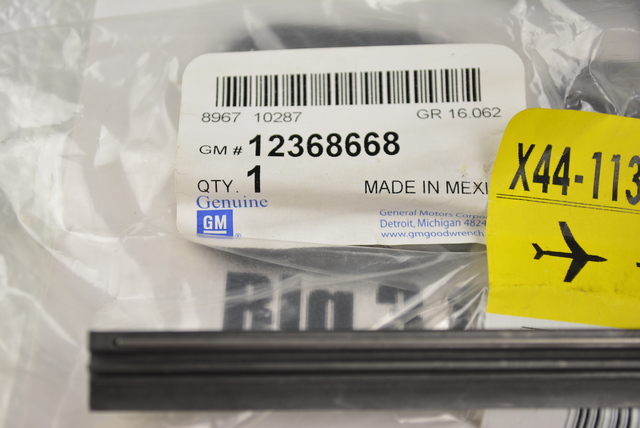 8967 10287 GR 16.062
GM # 12368668
QTY. 1 MADE IN MEXI
Genuine
GM
General Motors Corpor
Detroit, Michigan 4824
www.gmgoodwrench
X44-113